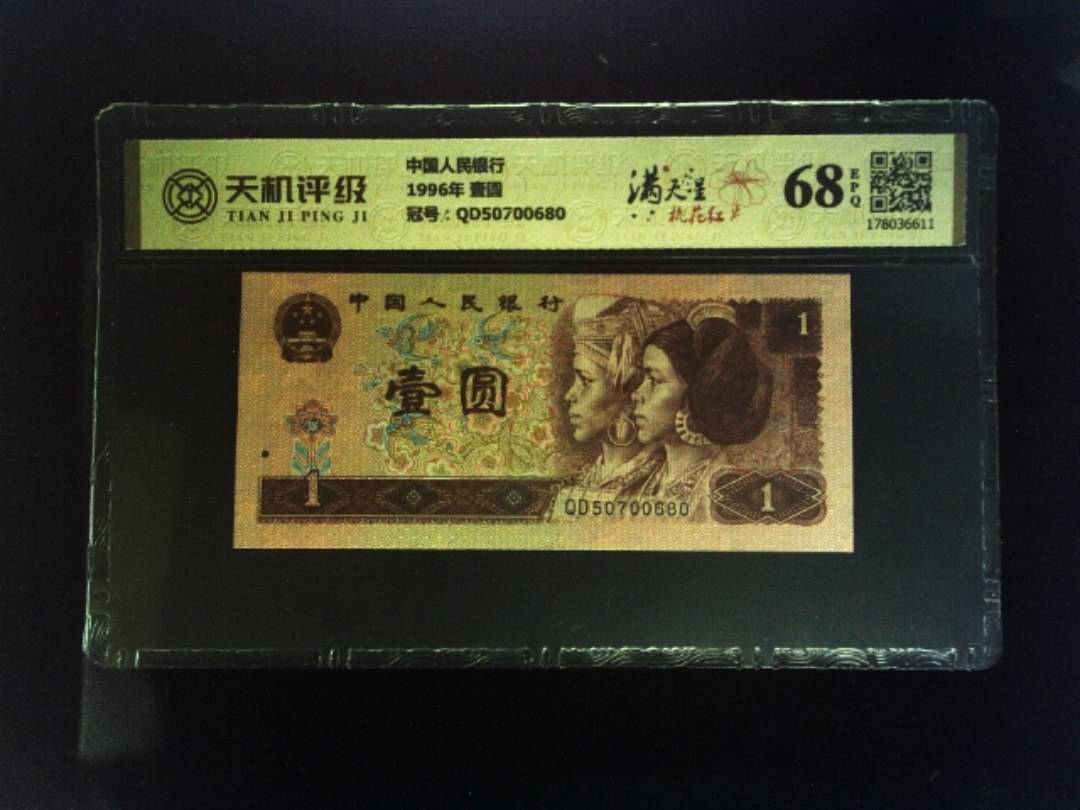 天机评级
TIAN JI PING JI
中国人民银行
1996年 壹圆
冠号：QD50700680
满天星
桃花红
68
EPQ
178036611
中国人民银行
1
壹圆
1
QD50700680
1